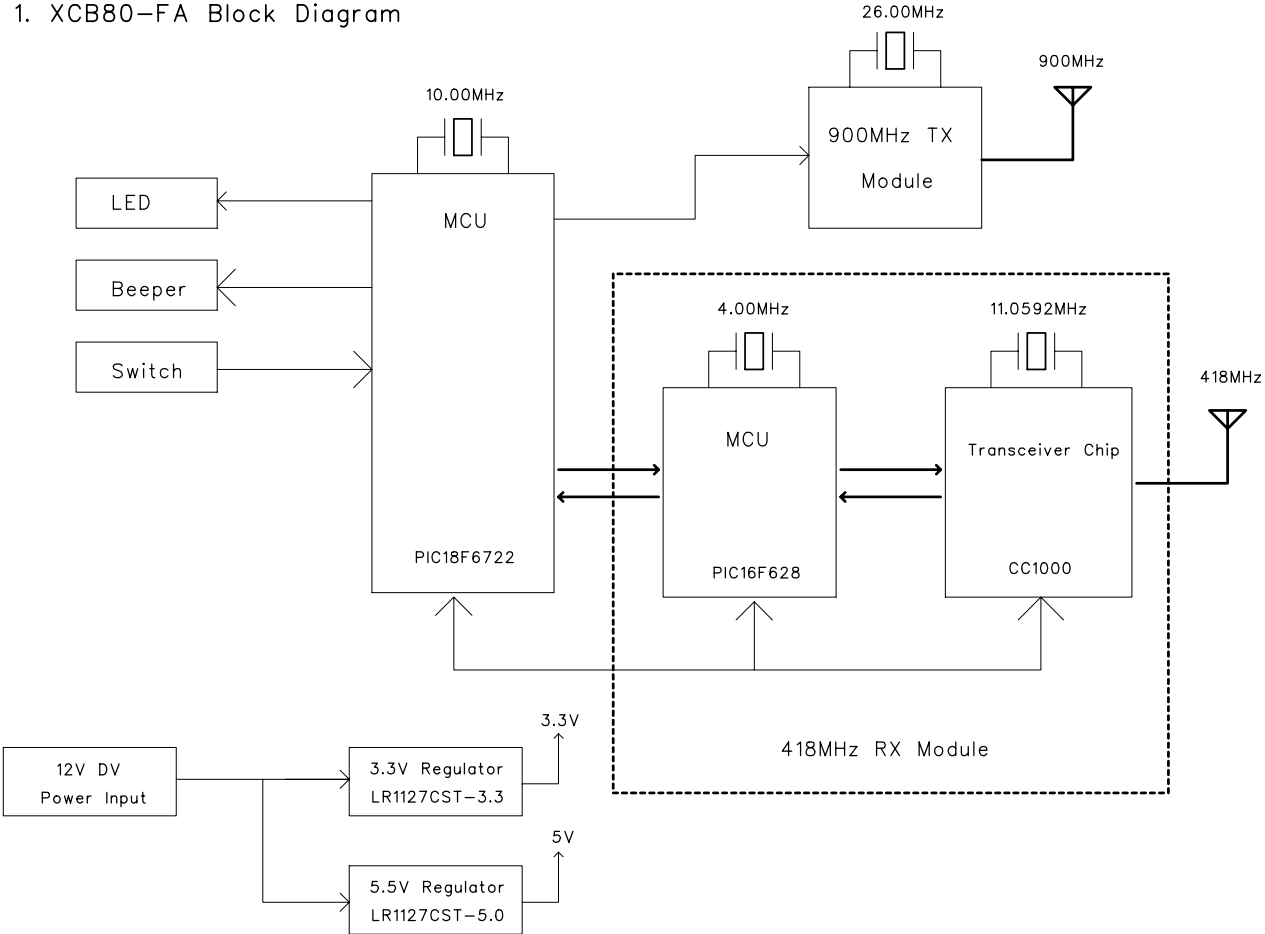 1. XCB80-FA Block Diagram
26.00MHz
900MHz
10.00MHz
900MHz TX
Module
LED
MCU
Beeper
4.00MHz
11.0592MHz
Switch
418MHz
MCU
Transceiver Chip
PIC18F6722
PIC16F628
CC1000
3.3V
418MHz RX Module
12V DV
Power Input
3.3V Regulator
LR1127CST-3.3
5V
5.5V Regulator
LR1127CST-5.0